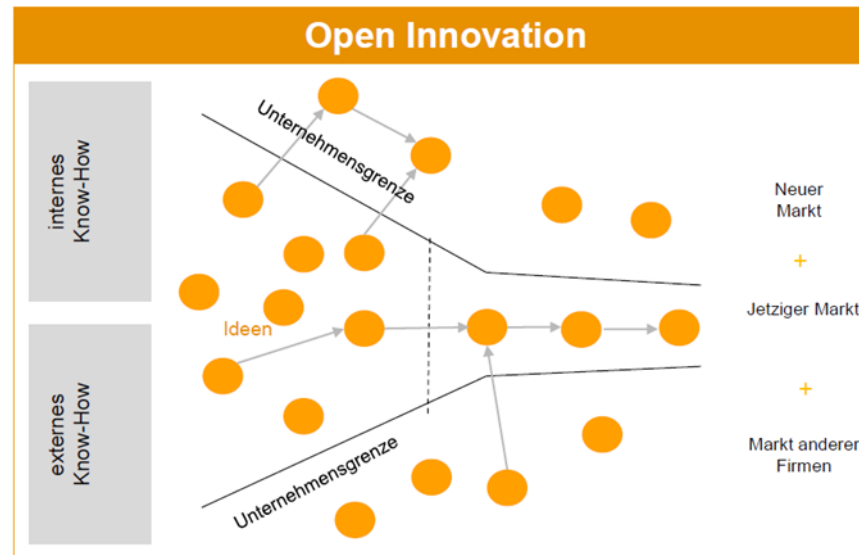 Open Innovation
internes
Know-How
externes
Know-How
Unternehmensgrenze
Ideen
Unternehmensgrenze
Neuer
Markt
+
Jetziger Markt
+
Markt anderer
Firmen